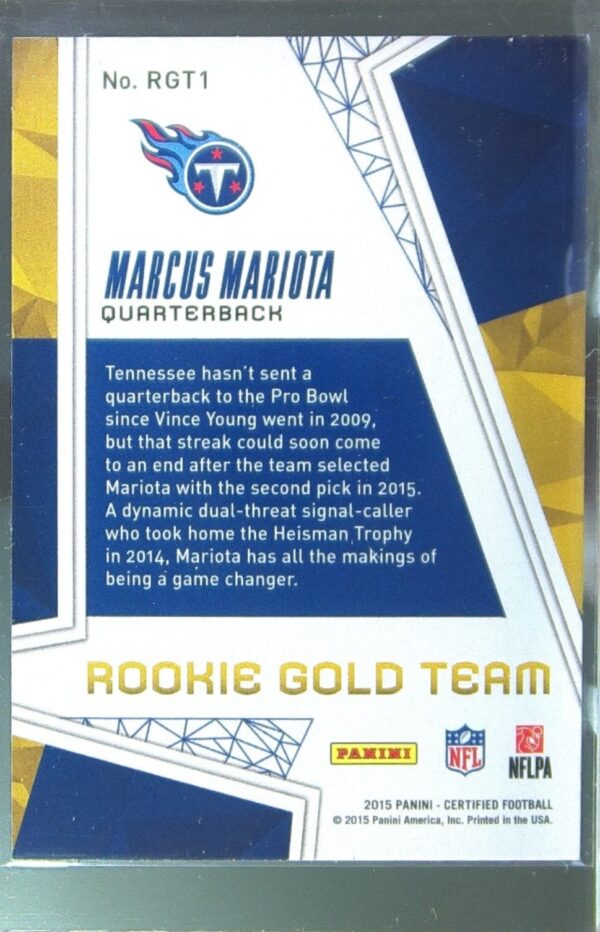 No. RGT1
T
MARCUS MARIOTA
QUARTERBACK
Tennessee hasn't sent a
quarterback to the Pro Bowl
since Vince Young went in 2009,
but that streak could soon come
to an end after the team selected
Mariota with the second pick in 2015.
A dynamic dual-threat signal-caller
who took home the Heisman Trophy
in 2014, Mariota has all the makings of
being a game changer.
ROOKIE GOLD TEAM
PANINI
NFL
NFLPA
2015 PANINI - CERTIFIED FOOTBALL
© 2015 Panini America, Inc. Printed in the USA.